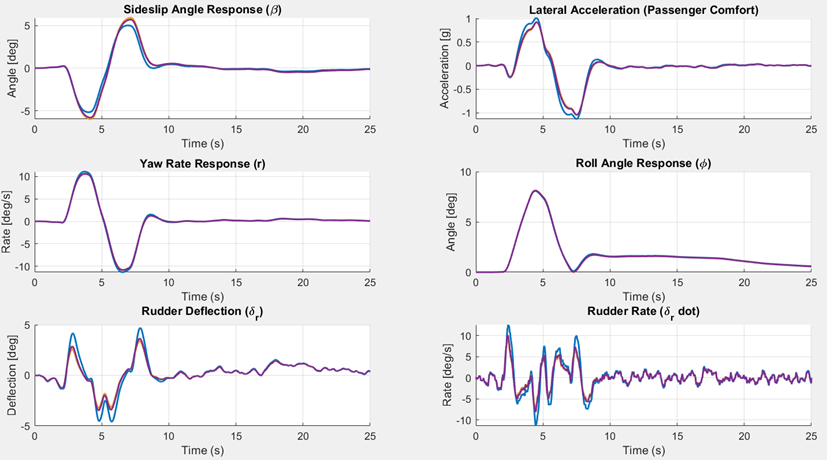 Sideslip Angle Response (β)
Angle [deg]
5
0
-5
0 5 10 15 20 25
Time (s)
Lateral Acceleration (Passenger Comfort)
Acceleration [g]
1
0.5
0
-0.5
-1
0 5 10 15 20 25
Time (s)
Yaw Rate Response (r)
Rate [deg/s]
10
5
0
-5
-10
0 5 10 15 20 25
Time (s)
Roll Angle Response (ϕ)
Angle [deg]
10
5
0
0 5 10 15 20 25
Time (s)
Rudder Deflection (δr)
Deflection [deg]
5
0
-5
0 5 10 15 20 25
Time (s)
Rudder Rate (δr dot)
Rate [deg/s]
10
5
0
-5
-10
0 5 10 15 20 25
Time (s)